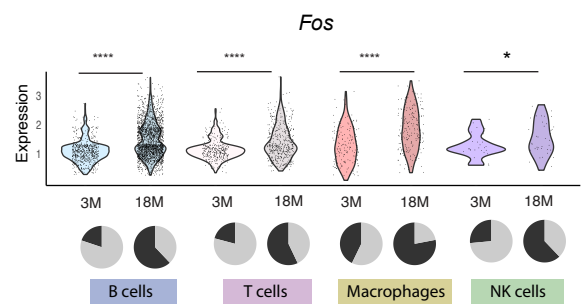 Fos
**** **** **** *
Expression
3
2
1
3M 18M 3M 18M 3M 18M 3M 18M
B cells T cells Macrophages NK cells